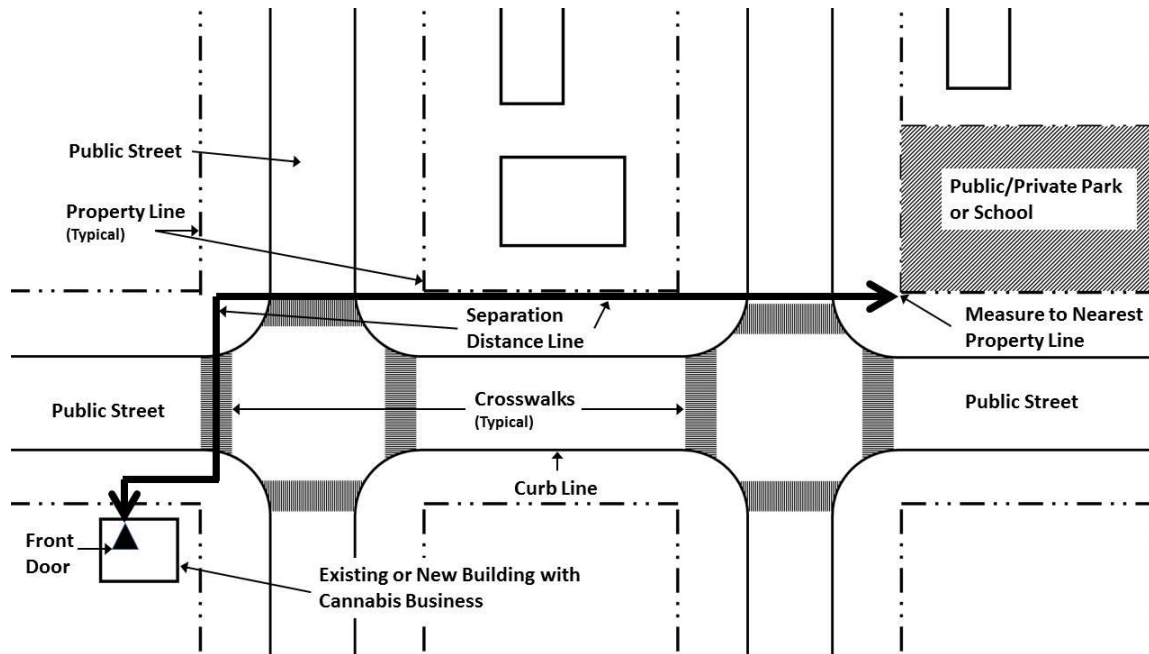 Public Street
Property Line
(Typical)
Public/Private Park
or School
Separation
Distance Line
Measure to Nearest
Property Line
Public Street
Crosswalks
(Typical)
Public Street
Curb Line
Front
Door
Existing or New Building with
Cannabis Business